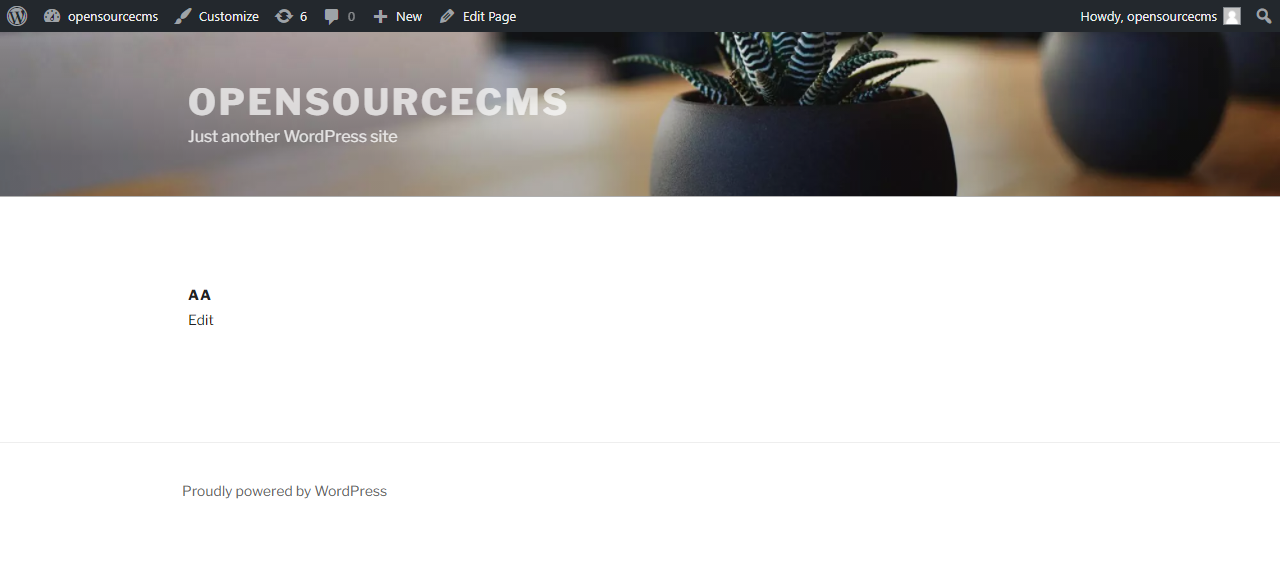 opensourcecms Customize 6 0 New Edit Page Howdy, opensourcecms
OPENSOURCECMS
Just another WordPress site
AA
Edit
Proudly powered by WordPress